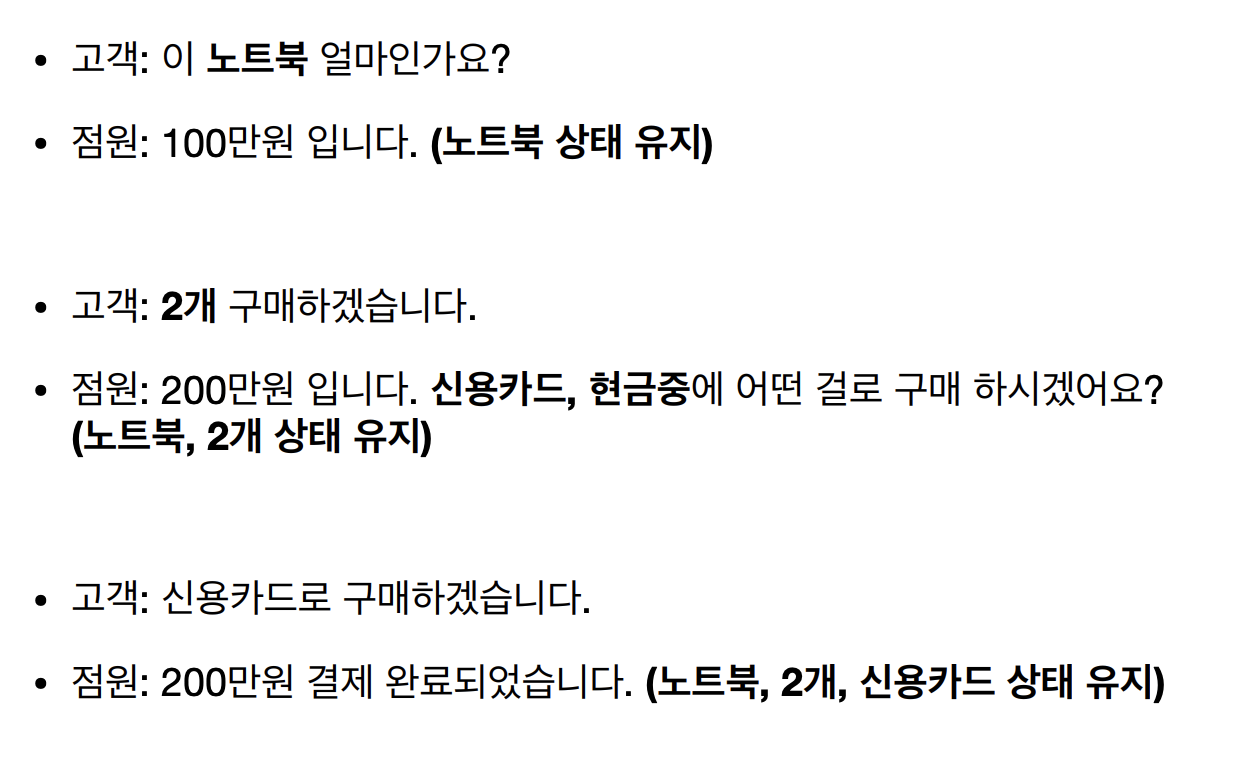 • 고객: 이 노트북 얼마인가요?
• 점원: 100만원 입니다. (노트북 상태 유지)
• 고객: 2개 구매하겠습니다.
• 점원: 200만원 입니다. 신용카드, 현금중에 어떤 걸로 구매 하시겠어요?
(노트북, 2개 상태 유지)
• 고객: 신용카드로 구매하겠습니다.
• 점원: 200만원 결제 완료되었습니다. (노트북, 2개, 신용카드 상태 유지)